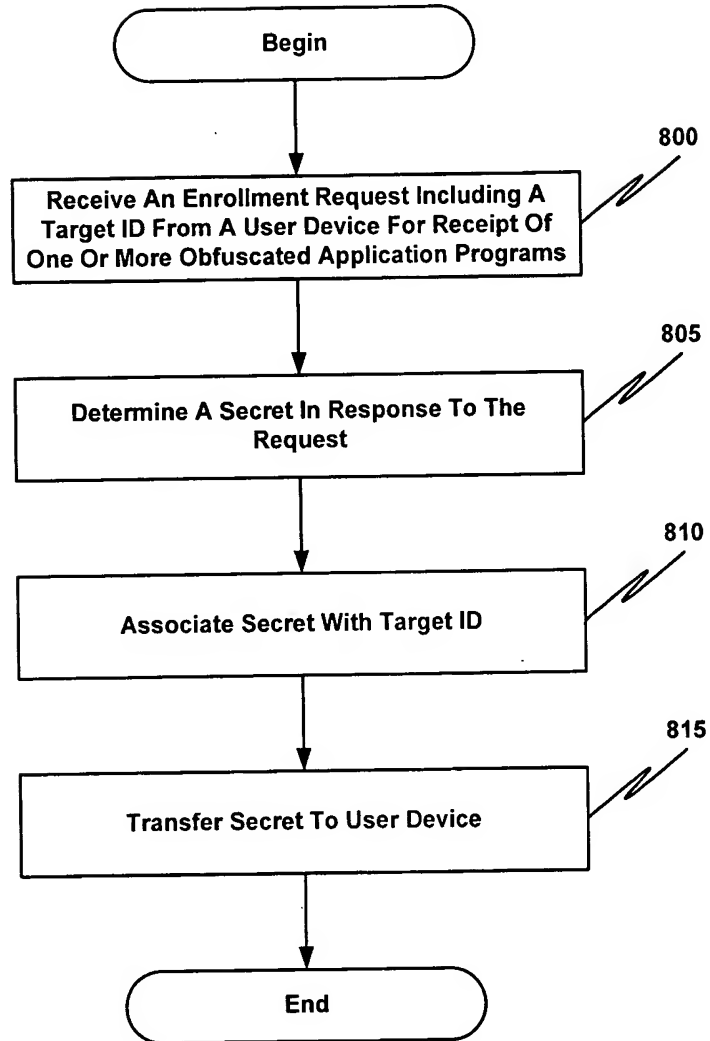 Begin
800
Receive An Enrollment Request Including A
Target ID From A User Device For Receipt Of
One Or More Obfuscated Application Programs
805
Determine A Secret In Response To The
Request
810
Associate Secret With Target ID
815
Transfer Secret To User Device
End